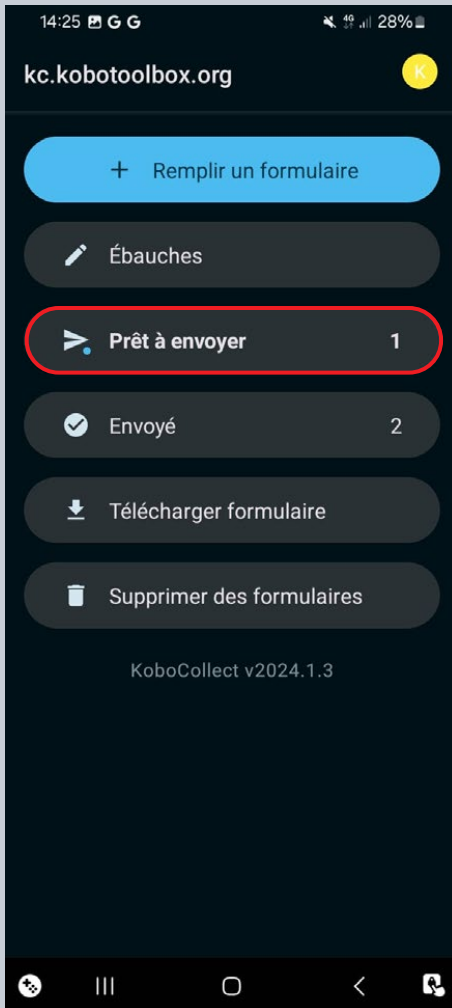 14:25 G G 4G 28%
kc.kobotoolbox.org
K
+ Remplir un formulaire
Ébauches
Prêt à envoyer 1
Envoyé 2
Télécharger formulaire
Supprimer des formulaires
KoboCollect v2024.1.3